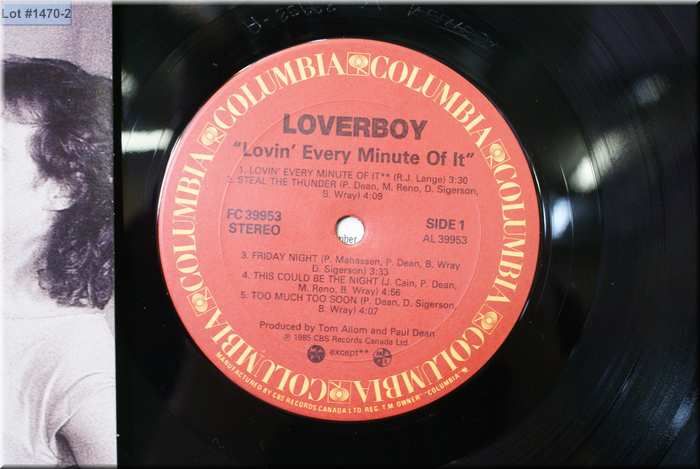 Lot #1470-2
COLUMBIA COLUMBIA COLUMBIA COLUMBIA COLUMBIA COLUMBIA
LOVERBOY
"Lovin' Every Minute Of It"
1. LOVIN' EVERY MINUTE OF IT** (R.J. Lange) 3:30
2. STEAL THE THUNDER (P. Dean, M. Reno, D. Sigerson,
B. Wray) 4:09
FC 39953
STEREO
SIDE 1
AL 39953
3. FRIDAY NIGHT (P. Mahassen, P. Dean, B. Wray
D. Sigerson) 3:33
4. THIS COULD BE THE NIGHT (J. Cain, P. Dean,
M. Reno, B. Wray) 4:56
5. TOO MUCH TOO SOON (P. Dean, D. Sigerson,
B. Wray) 4:07
Produced by Tom Allom and Paul Dean
℗ 1985 CBS Records Canada Ltd.
except**
MANUFACTURED BY CBS RECORDS CANADA LTD. REG. T.M. OWNER—"COLUMBIA"